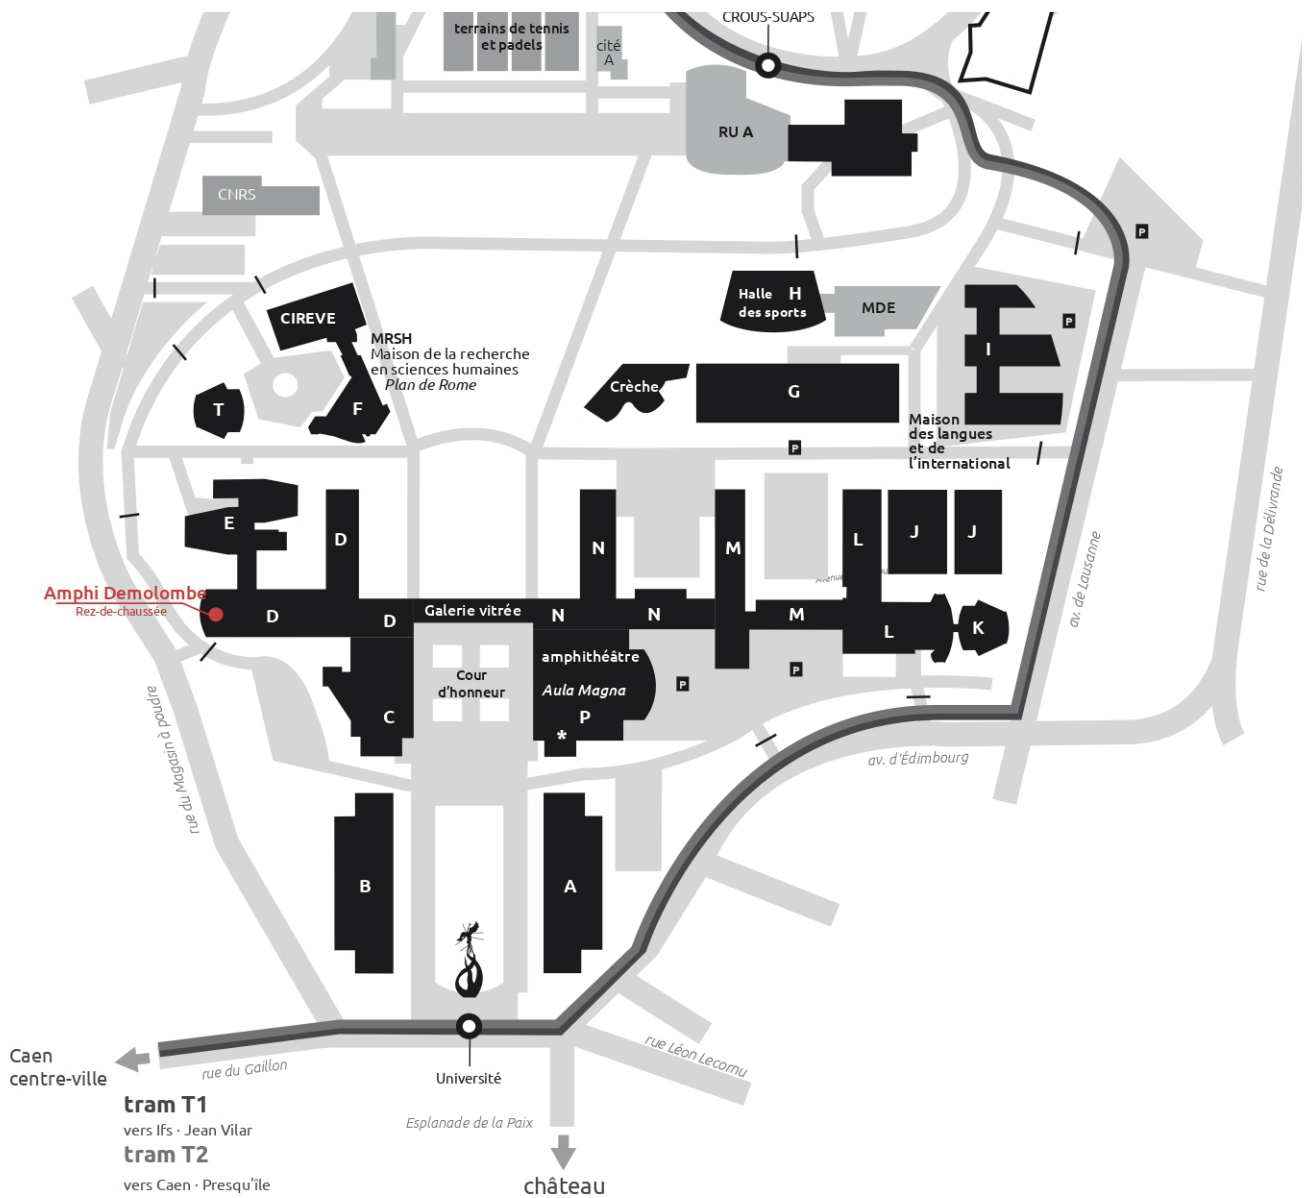 CROUS-SUAPS
terrains de tennis
et padels
cité
A
RU A
CNRS
P
Halle H
des sports
MDE
P
CIREVE
MRSH
Maison de la recherche
en sciences humaines
Plan de Rome
I
Crèche
G
T
F
Maison
des langues
et de
l’international
P
E
D
N
M
L
J
J
rue de la Délivrande
av. de Lausanne
Avenue
Amphi Demolombe
Rez-de-chaussée
D
D
Galerie vitrée
N
N
M
L
K
amphithéâtre
Aula Magna
P
*
Cour
d’honneur
P
P
C
rue du Magasin à poudre
av. d’Édimbourg
B
A
Caen
centre-ville
rue du Gaillon
Université
rue Léon Lecornu
tram T1
vers Ifs · Jean Vilar
tram T2
vers Caen · Presqu’île
Esplanade de la Paix
château